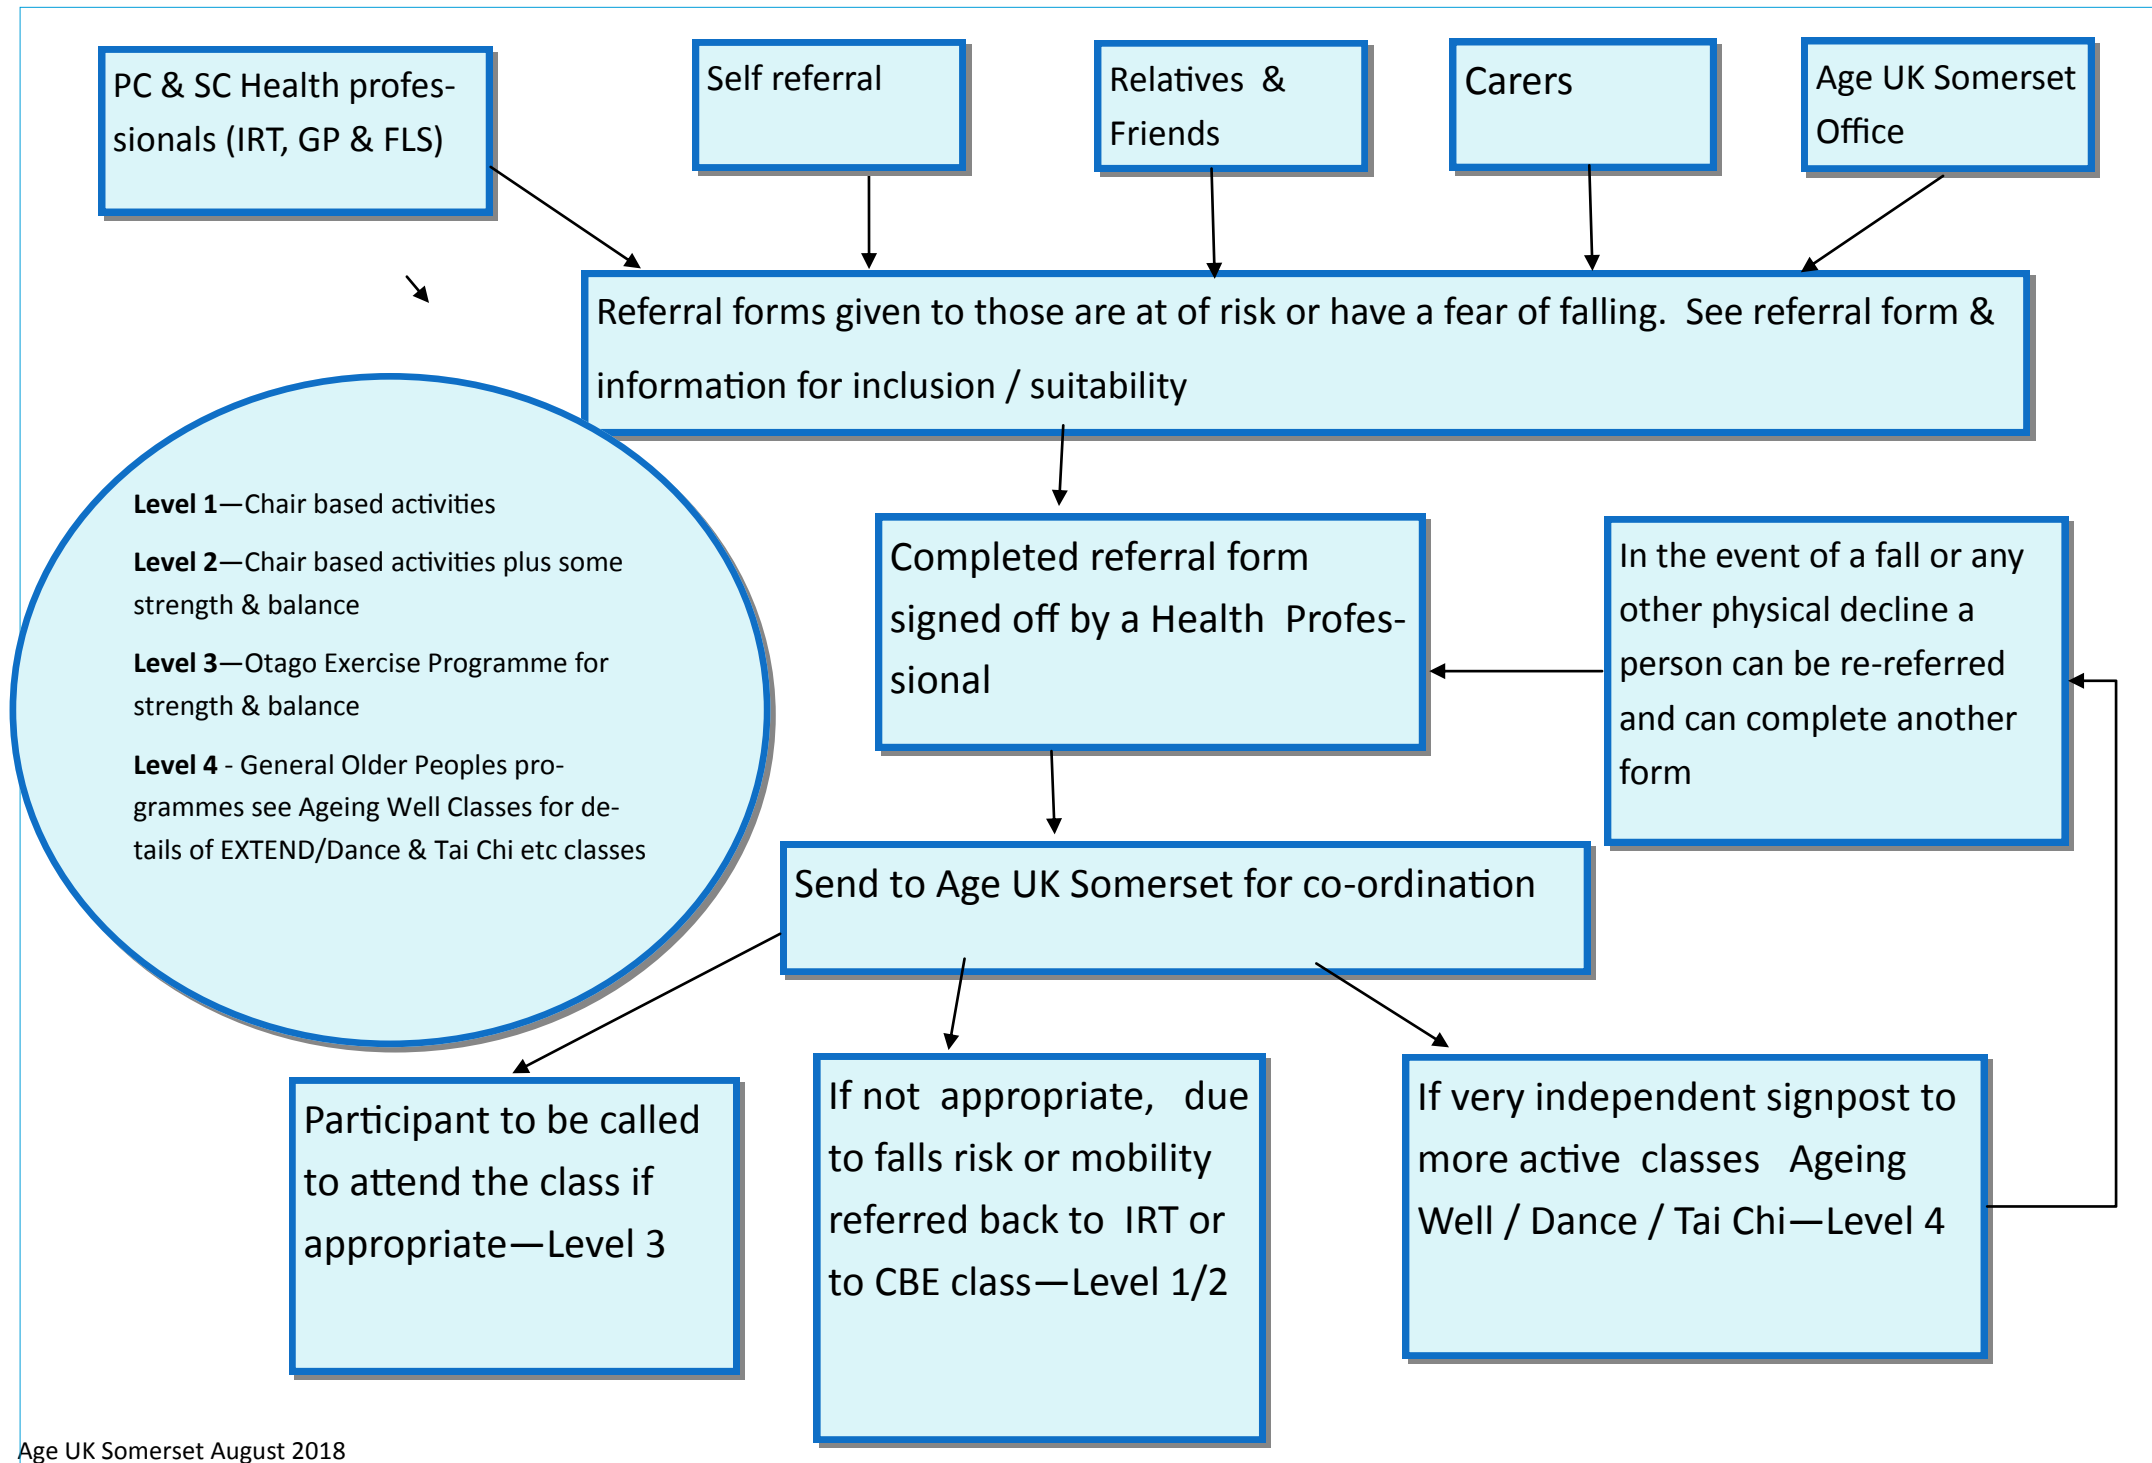 PC & SC Health profes-
sionals (IRT, GP & FLS)
Self referral
Relatives & 
Friends
Carers
Age UK Somerset
Office
Referral forms given to those are at of risk or have a fear of falling. See referral form &
information for inclusion / suitability
Level 1—Chair based activities
Level 2—Chair based activities plus some
strength & balance
Level 3—Otago Exercise Programme for
strength & balance
Level 4 - General Older Peoples pro-
grammes see Ageing Well Classes for de-
tails of EXTEND/Dance & Tai Chi etc classes
Completed referral form
signed off by a Health Profes-
sional
In the event of a fall or any
other physical decline a
person can be re-referred
and can complete another
form
Send to Age UK Somerset for co-ordination
Participant to be called
to attend the class if
appropriate—Level 3
If not appropriate, due
to falls risk or mobility
referred back to IRT or
to CBE class—Level 1/2
If very independent signpost to
more active classes Ageing
Well / Dance / Tai Chi—Level 4
Age UK Somerset August 2018